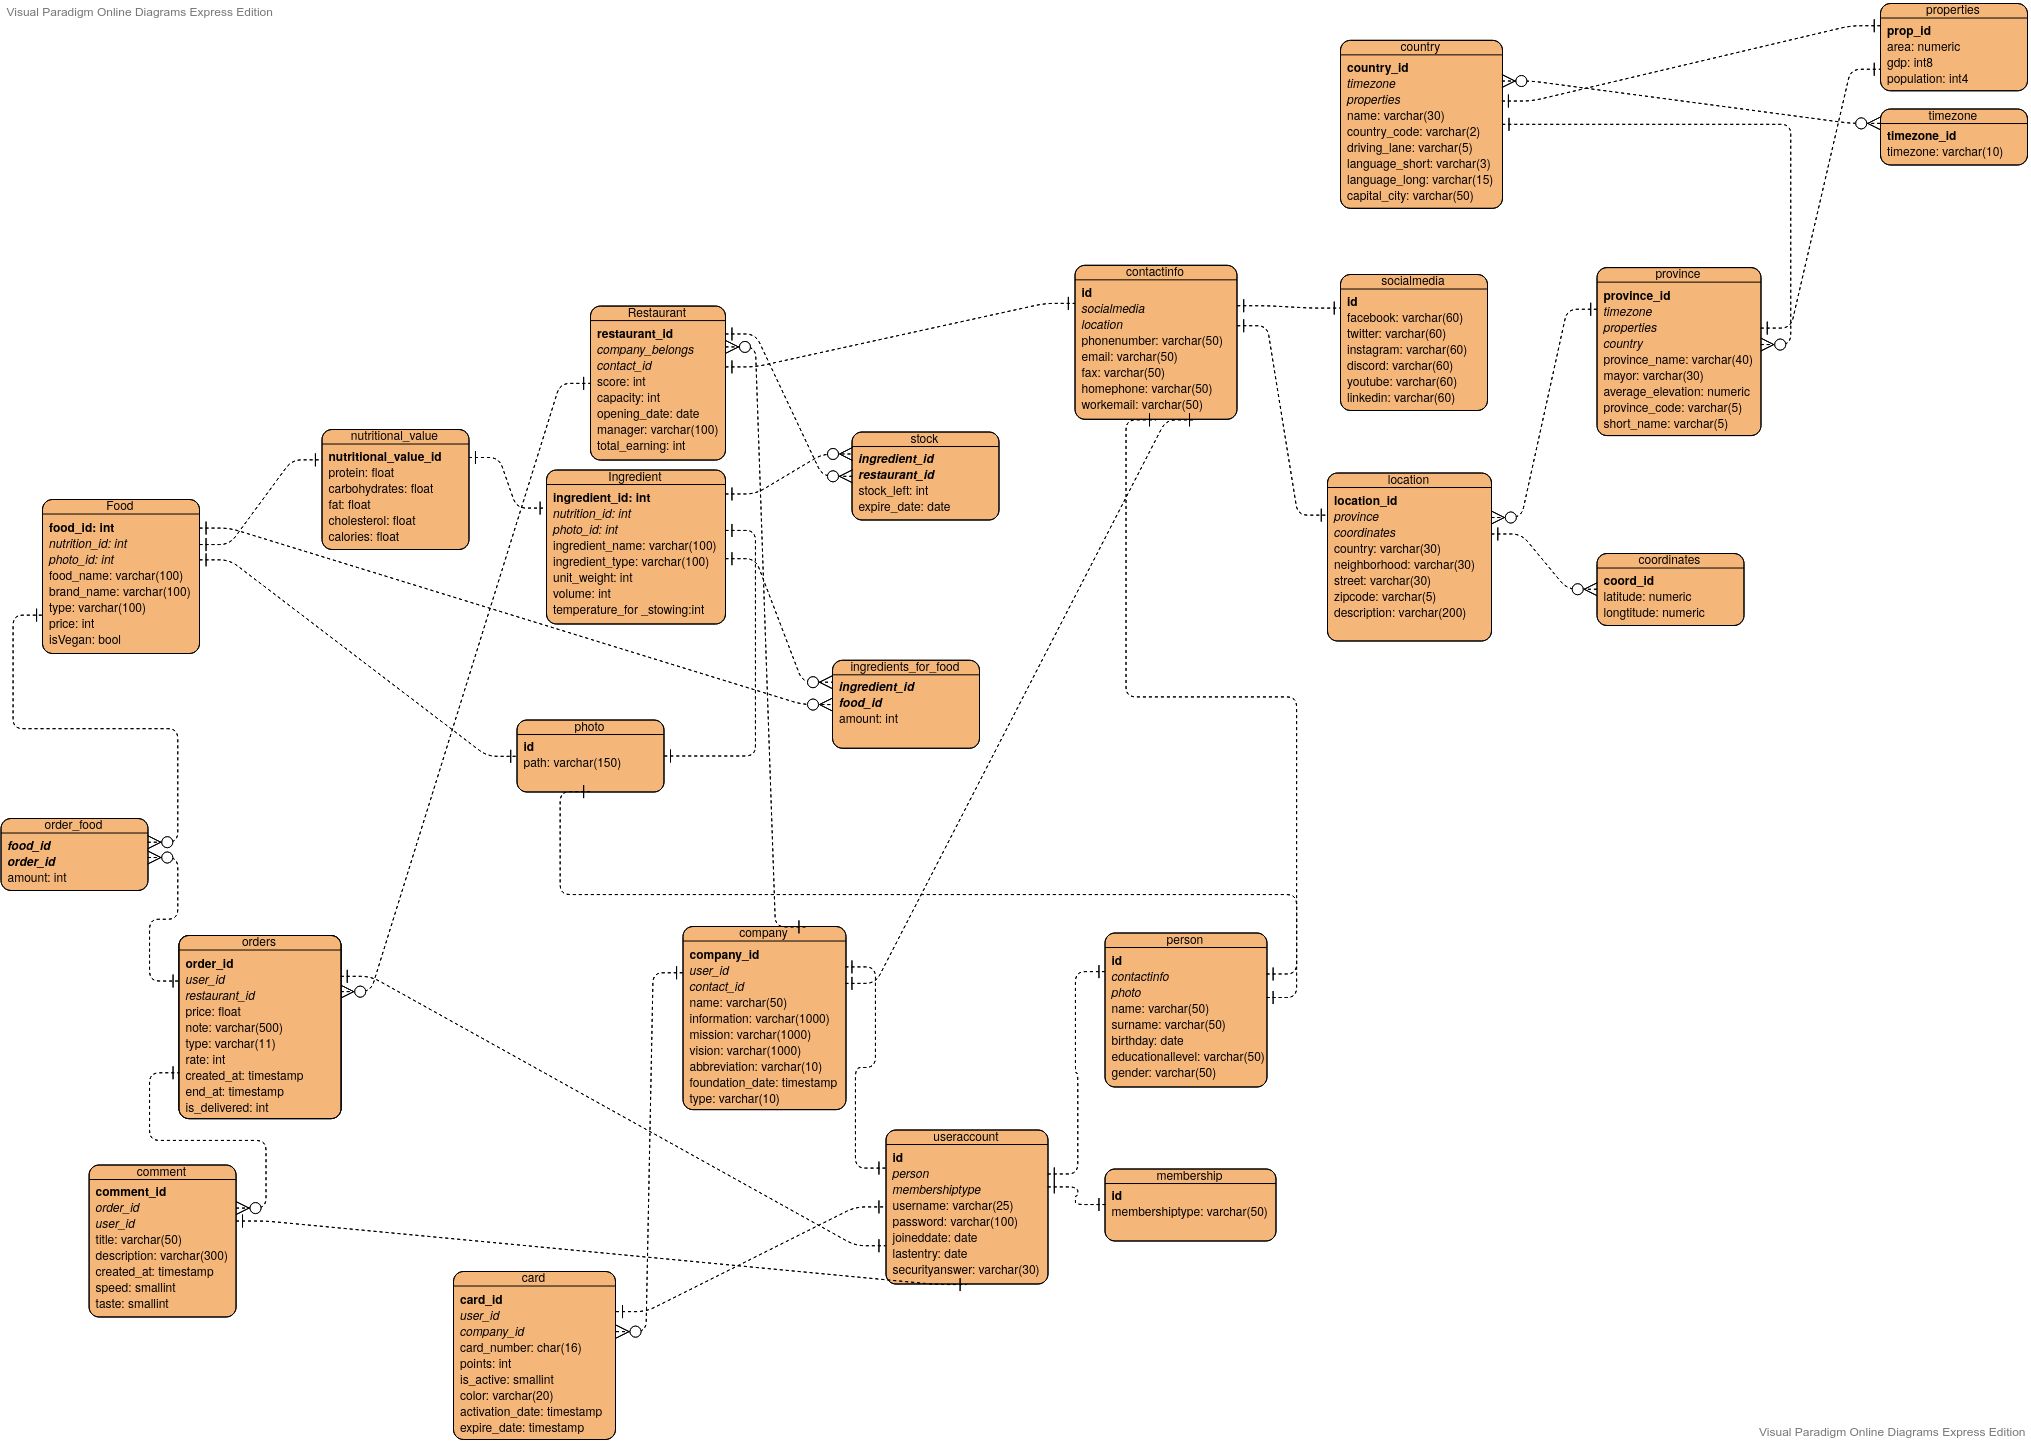 Visual Paradigm Online Diagrams Express Edition
properties
prop_id
area: numeric
gdp: int8
population: int4
country
country_id
timezone
properties
name: varchar(30)
country_code: varchar(2)
driving_lane: varchar(5)
language_short: varchar(3)
language_long: varchar(15)
capital_city: varchar(50)
timezone
timezone_id
timezone: varchar(10)
contactinfo
id
socialmedia
location
phonenumber: varchar(50)
email: varchar(50)
fax: varchar(50)
homephone: varchar(50)
workemail: varchar(50)
socialmedia
id
facebook: varchar(60)
twitter: varchar(60)
instagram: varchar(60)
discord: varchar(60)
youtube: varchar(60)
linkedin: varchar(60)
province
province_id
timezone
properties
country
province_name: varchar(40)
mayor: varchar(30)
average_elevation: numeric
province_code: varchar(5)
short_name: varchar(5)
Restaurant
restaurant_id
company_belongs
contact_id
score: int
capacity: int
opening_date: date
manager: varchar(100)
total_earning: int
nutritional_value
nutritional_value_id
protein: float
carbohydrates: float
fat: float
cholesterol: float
calories: float
stock
ingredient_id
restaurant_id
stock_left: int
expire_date: date
Ingredient
ingredient_id: int
nutrition_id: int
photo_id: int
ingredient_name: varchar(100)
ingredient_type: varchar(100)
unit_weight: int
volume: int
temperature_for _stowing:int
location
location_id
province
coordinates
country: varchar(30)
neighborhood: varchar(30)
street: varchar(30)
zipcode: varchar(5)
description: varchar(200)
Food
food_id: int
nutrition_id: int
photo_id: int
food_name: varchar(100)
brand_name: varchar(100)
type: varchar(100)
price: int
isVegan: bool
coordinates
coord_id
latitude: numeric
longtitude: numeric
ingredients_for_food
ingredient_id
food_id
amount: int
photo
id
path: varchar(150)
order_food
food_id
order_id
amount: int
orders
order_id
user_id
restaurant_id
price: float
note: varchar(500)
type: varchar(11)
rate: int
created_at: timestamp
end_at: timestamp
is_delivered: int
company
company_id
user_id
contact_id
name: varchar(50)
information: varchar(1000)
mission: varchar(1000)
vision: varchar(1000)
abbreviation: varchar(10)
foundation_date: timestamp
type: varchar(10)
person
id
contactinfo
photo
name: varchar(50)
surname: varchar(50)
birthday: date
educationallevel: varchar(50)
gender: varchar(50)
useraccount
id
person
membershiptype
username: varchar(25)
password: varchar(100)
joineddate: date
lastentry: date
securityanswer: varchar(30)
membership
id
membershiptype: varchar(50)
comment
comment_id
order_id
user_id
title: varchar(50)
description: varchar(300)
created_at: timestamp
speed: smallint
taste: smallint
card
card_id
user_id
company_id
card_number: char(16)
points: int
is_active: smallint
color: varchar(20)
activation_date: timestamp
expire_date: timestamp
Visual Paradigm Online Diagrams Express Edition